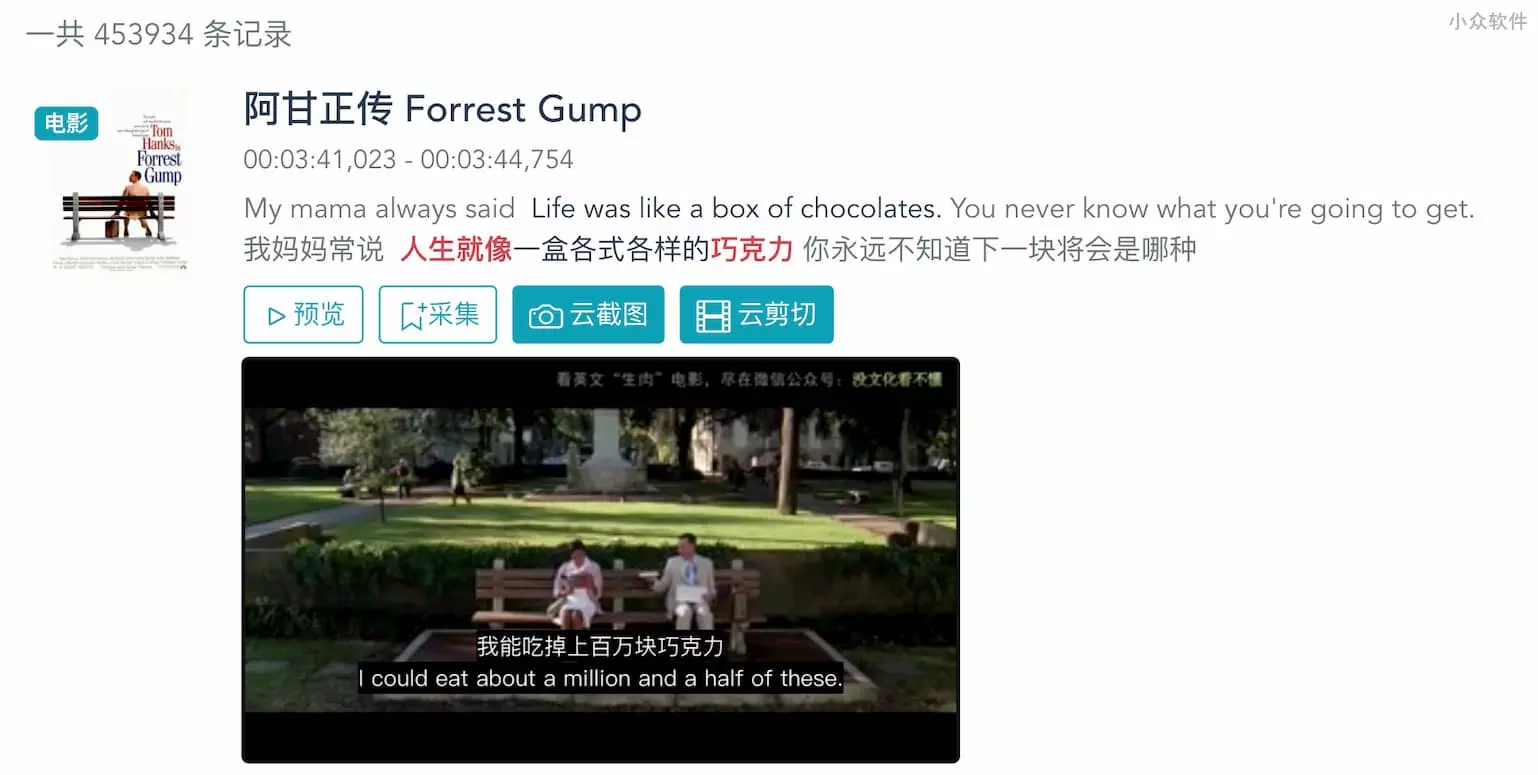 一共 453934 条记录
小众软件
电影
Tom
Hanks is
Forrest
Gump
阿甘正传 Forrest Gump
00:03:41,023 - 00:03:44,754
My mama always said Life was like a box of chocolates. You never know what you're going to get.
我妈妈常说 人生就像一盒各式各样的巧克力 你永远不知道下一块将会是哪种
预览 采集 云截图 云剪切
看英文“生肉”电影，尽在微信公众号：没文化看不懂
我能吃掉上百万块巧克力
I could eat about a million and a half of these.